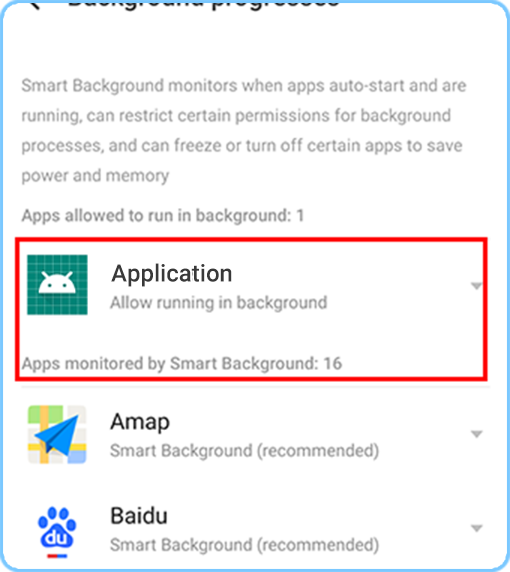 Background progresses
Smart Background monitors when apps auto-start and are
running, can restrict certain permissions for background
processes, and can freeze or turn off certain apps to save
power and memory
Apps allowed to run in background: 1
Application
Allow running in background
Apps monitored by Smart Background: 16
Amap
Smart Background (recommended)
du
Baidu
Smart Background (recommended)